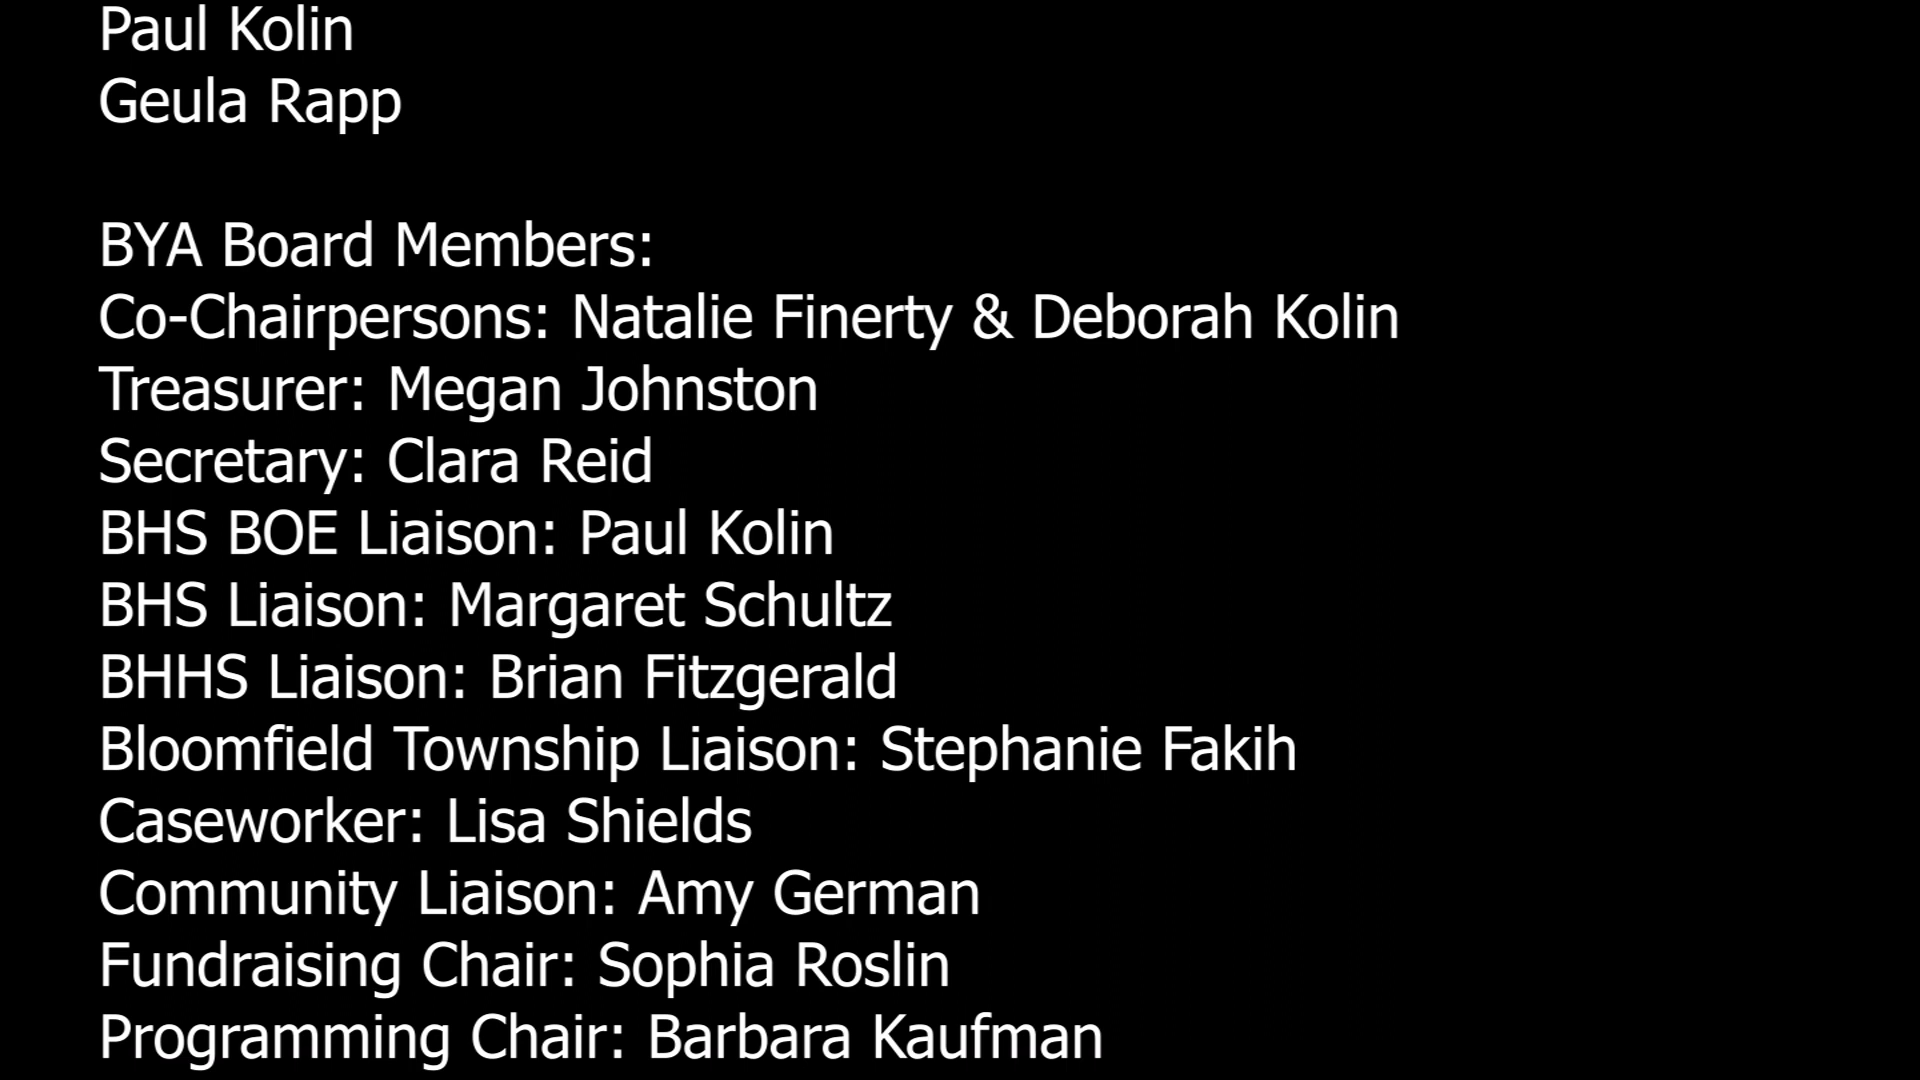 Paul Kolin
Geula Rapp
BYA Board Members:
Co-Chairpersons: Natalie Finerty & Deborah Kolin
Treasurer: Megan Johnston
Secretary: Clara Reid
BHS BOE Liaison: Paul Kolin
BHS Liaison: Margaret Schultz
BHHS Liaison: Brian Fitzgerald
Bloomfield Township Liaison: Stephanie Fakih
Caseworker: Lisa Shields
Community Liaison: Amy German
Fundraising Chair: Sophia Roslin
Programming Chair: Barbara Kaufman